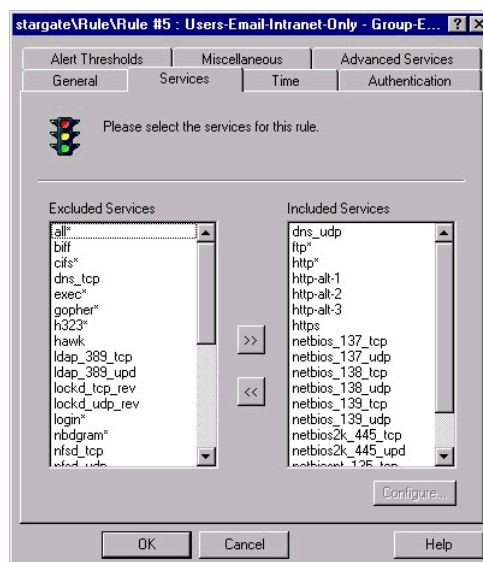 stargate\Rule\Rule #5 : Users-Email-Intranet-Only - Group-E...
Alert Thresholds Miscellaneous Advanced Services
General Services Time Authentication
Please select the services for this rule.
Excluded Services
all*
biff
cifs*
dns_tcp
exec*
gopher*
h323*
hawk
ldap_389_tcp
ldap_389_upd
lockd_tcp_rev
lockd_udp_rev
login*
nbdgram*
nfsd_tcp
nfsd_udp
>>
<<
Included Services
dns_udp
ftp*
http*
http-alt-1
http-alt-2
http-alt-3
https
netbios_137_tcp
netbios_137_udp
netbios_138_tcp
netbios_138_udp
netbios_139_tcp
netbios_139_udp
netbios2k_445_tcp
netbios2k_445_upd
netbiosnt_135_tcp
Configure...
OK Cancel Help